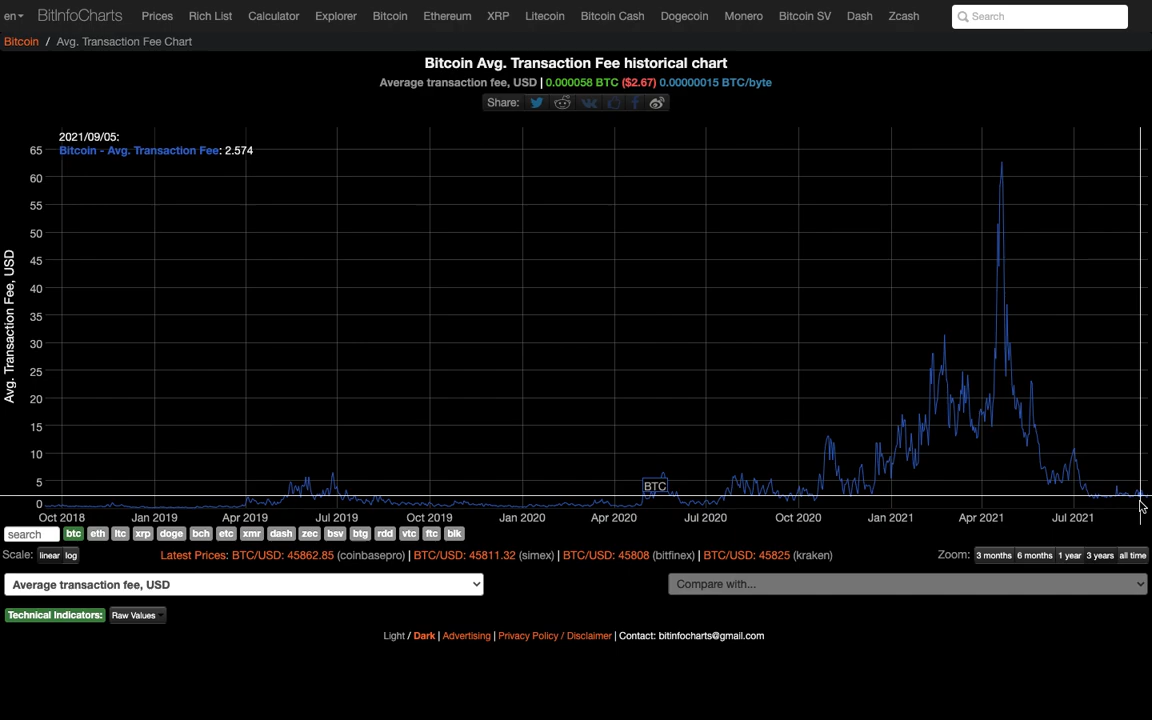 en BitInfoCharts Prices Rich List Calculator Explorer Bitcoin Ethereum XRP Litecoin Bitcoin Cash Dogecoin Monero Bitcoin SV Dash Zcash Search
Bitcoin / Avg. Transaction Fee Chart
Bitcoin Avg. Transaction Fee historical chart
Average transaction fee, USD | 0.000058 BTC ($2.67) 0.00000015 BTC/byte
Share:
2021/09/05:
Bitcoin - Avg. Transaction Fee: 2.574
65
60
55
50
45
40
35
30
25
20
15
10
5
0
Avg. Transaction Fee, USD
BTC
Oct 2018 Jan 2019 Apr 2019 Jul 2019 Oct 2019 Jan 2020 Apr 2020 Jul 2020 Oct 2020 Jan 2021 Apr 2021 Jul 2021
search btc eth ltc xrp doge bch etc xmr dash zec bsv btg rdd vtc ftc blk
Scale: linear log Latest Prices: BTC/USD: 45862.85 (coinbasepro) | BTC/USD: 45811.32 (simex) | BTC/USD: 45808 (bitfinex) | BTC/USD: 45825 (kraken) Zoom: 3 months 6 months 1 year 3 years all time
Average transaction fee, USD Compare with...
Technical Indicators: Raw Values
Light / Dark | Advertising | Privacy Policy / Disclaimer | Contact: bitinfocharts@gmail.com